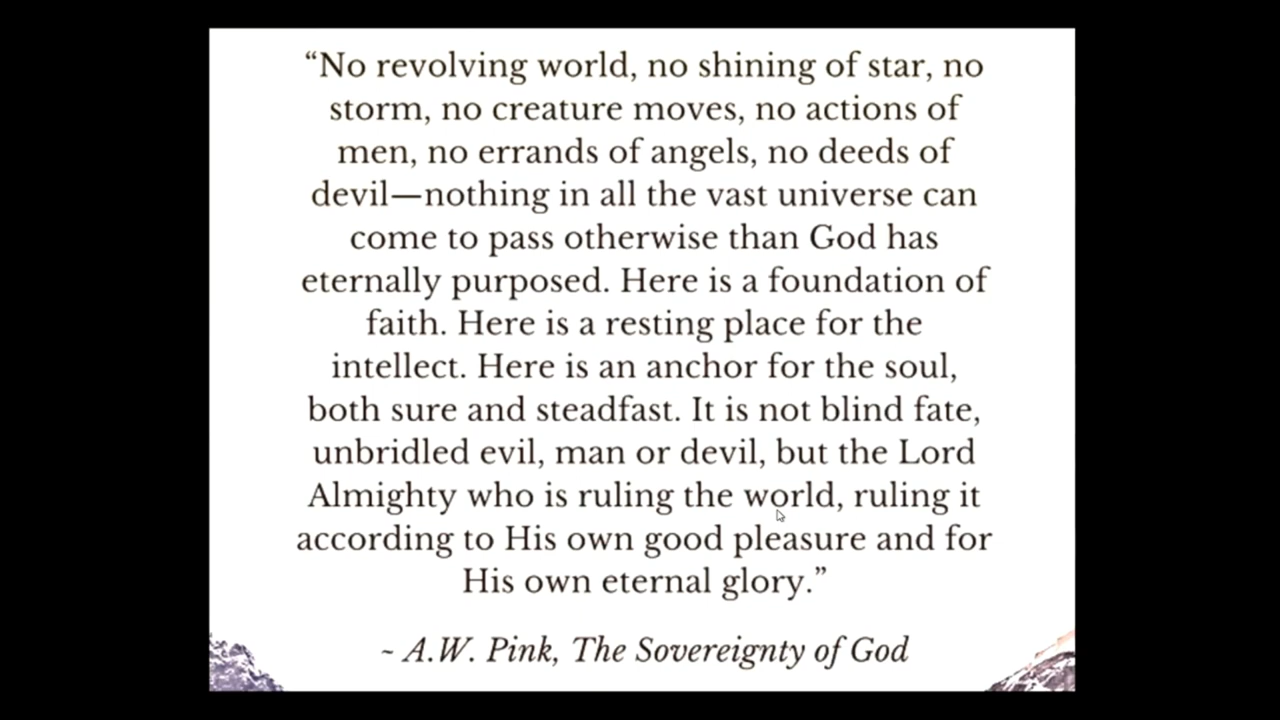 “No revolving world, no shining of star, no
storm, no creature moves, no actions of
men, no errands of angels, no deeds of
devil—nothing in all the vast universe can
come to pass otherwise than God has
eternally purposed. Here is a foundation of
faith. Here is a resting place for the
intellect. Here is an anchor for the soul,
both sure and steadfast. It is not blind fate,
unbridled evil, man or devil, but the Lord
Almighty who is ruling the world, ruling it
according to His own good pleasure and for
His own eternal glory.”
~ A.W. Pink, The Sovereignty of God